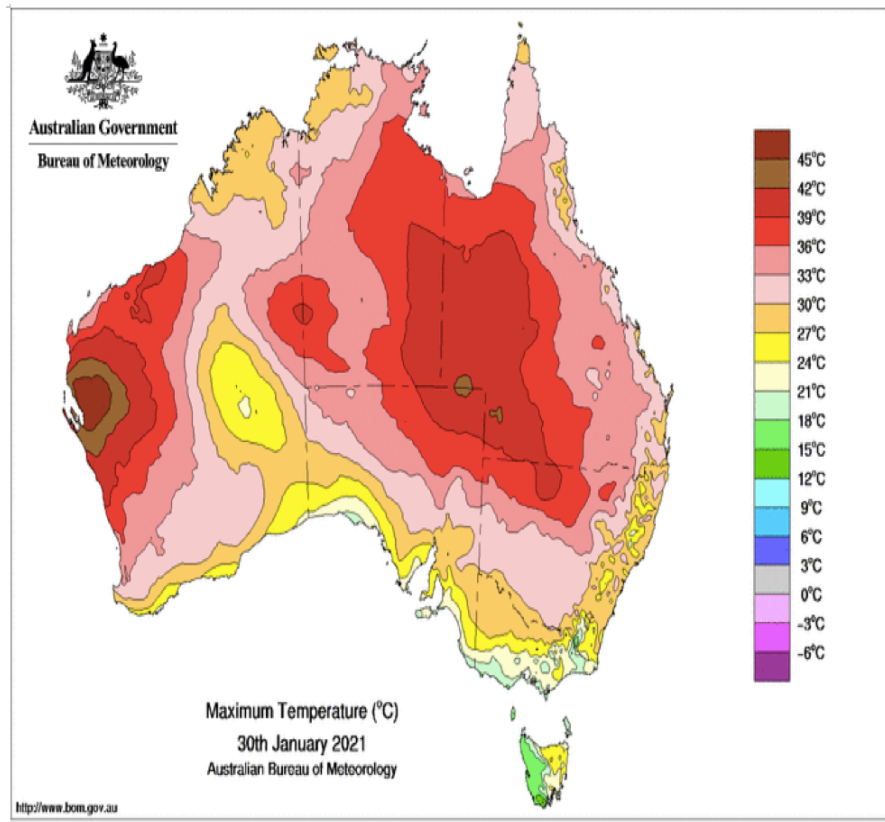 Australian Government
Bureau of Meteorology
45°C
42°C
39°C
36°C
33°C
30°C
27°C
24°C
21°C
18°C
15°C
12°C
9°C
6°C
3°C
0°C
-3°C
-6°C
Maximum Temperature (°C)
30th January 2021
Australian Bureau of Meteorology
http://www.bom.gov.au